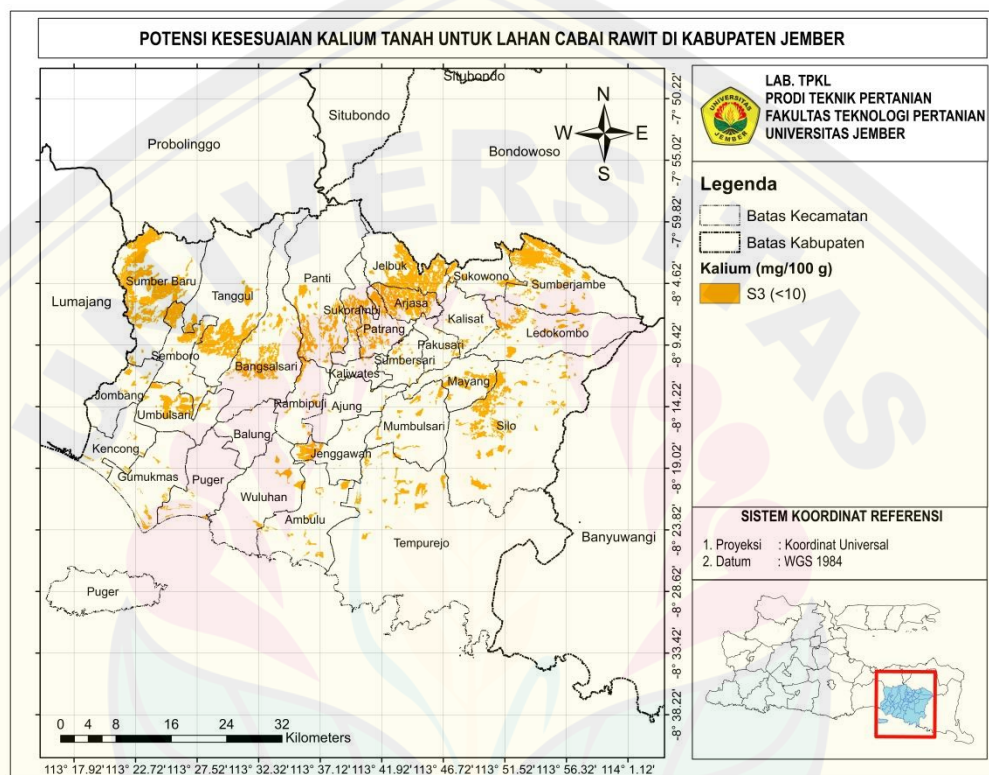 POTENSI KESESUAIAN KALIUM TANAH UNTUK LAHAN CABAI RAWIT DI KABUPATEN JEMBER
Situbondo
Situbondo
Probolinggo
Bondowoso
N
W
E
S
Jelbuk
Sukowono
Sumberjambe
Panti
Sumber Baru
Tanggul
Lumajang
Sukorambi
Arjasa
Kalisat
Patrang
Ledokombo
Pakusari
Semboro
Sumbersari
Bangsalsari
Kaliwates
Mayang
Jombang
Rambipuji
Ajung
Umbulsari
Mumbulsari
Silo
Balung
Kencong
Jenggawah
Gumukmas
Puger
Wuluhan
Ambulu
Tempurejo
Banyuwangi
Puger
0 4 8 16 24 32
Kilometers
113° 17.92' 113° 22.72' 113° 27.52' 113° 32.32' 113° 37.12' 113° 41.92' 113° 46.72' 113° 51.52' 113° 56.32' 114° 1.12'
-7° 50.22'
-7° 55.02'
-7° 59.82'
-8° 4.62'
-8° 9.42'
-8° 14.22'
-8° 19.02'
-8° 23.82'
-8° 28.62'
-8° 33.42'
-8° 38.22'
UNIVERSITAS
JEMBER
LAB. TPKL
PRODI TEKNIK PERTANIAN
FAKULTAS TEKNOLOGI PERTANIAN
UNIVERSITAS JEMBER
Legenda
Batas Kecamatan
Batas Kabupaten
Kalium (mg/100 g)
S3 (<10)
SISTEM KOORDINAT REFERENSI
1. Proyeksi : Koordinat Universal
2. Datum : WGS 1984
UNIVERSITAS